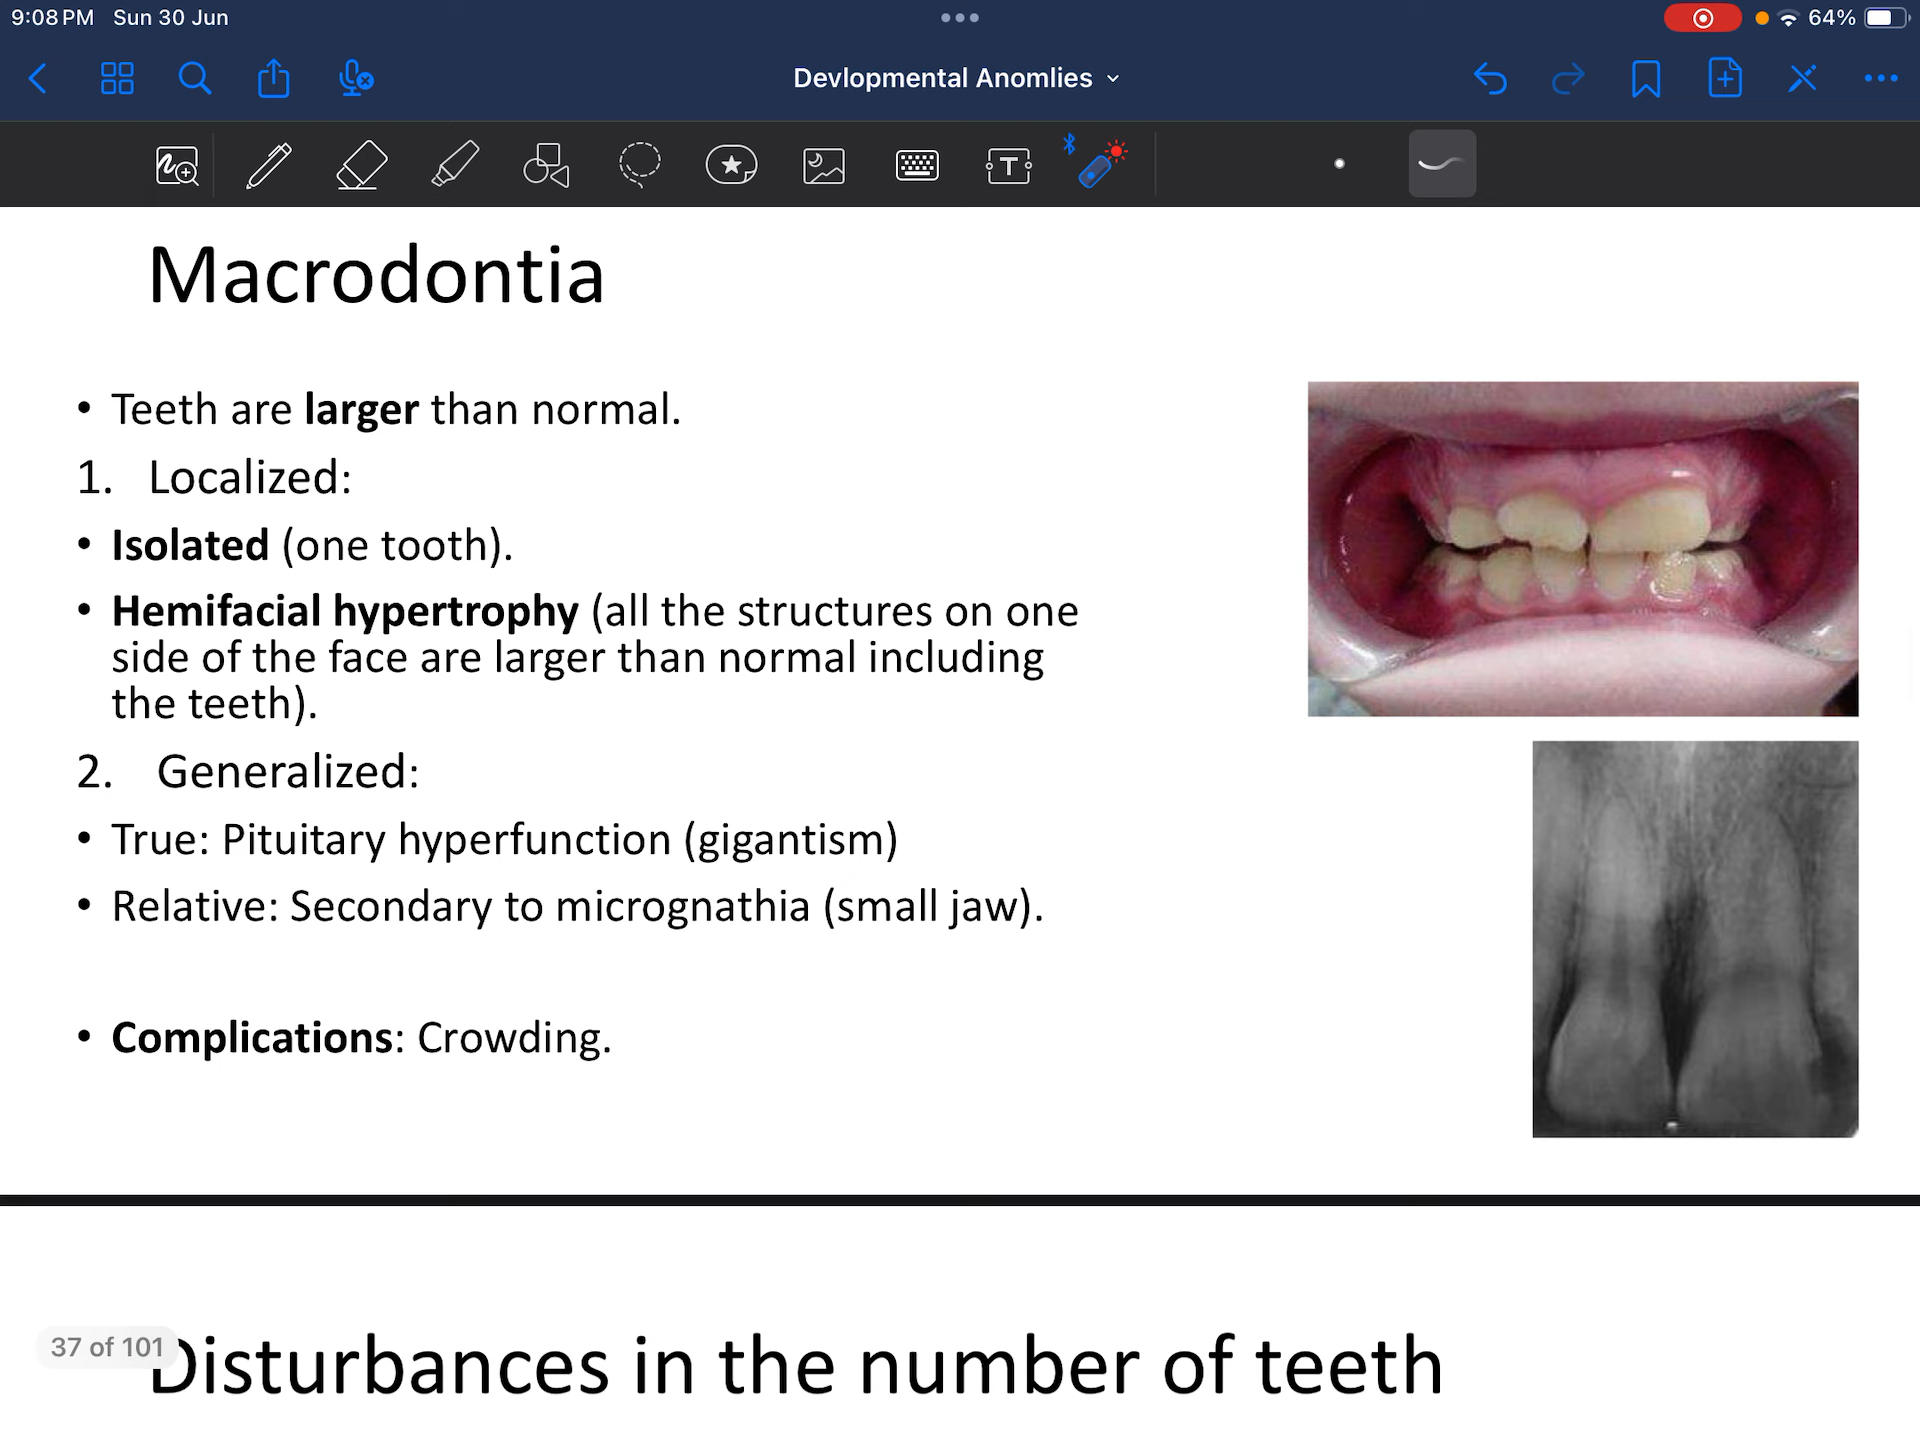 9:08 PM Sun 30 Jun
64%
Devlopmental Anomlies
T
Macrodontia
• Teeth are larger than normal.
1. Localized:
• Isolated (one tooth).
• Hemifacial hypertrophy (all the structures on one
side of the face are larger than normal including
the teeth).
2. Generalized:
• True: Pituitary hyperfunction (gigantism)
• Relative: Secondary to micrognathia (small jaw).
• Complications: Crowding.
37 of 101
Disturbances in the number of teeth